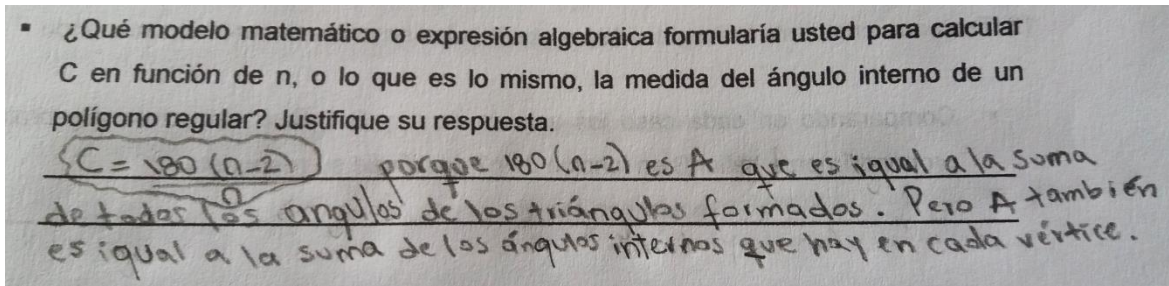 ▪ ¿Qué modelo matemático o expresión algebraica formularía usted para calcular
C en función de n, o lo que es lo mismo, la medida del ángulo interno de un
polígono regular? Justifique su respuesta.
C = 180 (n-2) / n porque 180 (n-2) es A que es igual a la suma
de todos los angulos de los triángulos formados. Pero A también
es igual a la suma de los ángulos internos que hay en cada vértice.